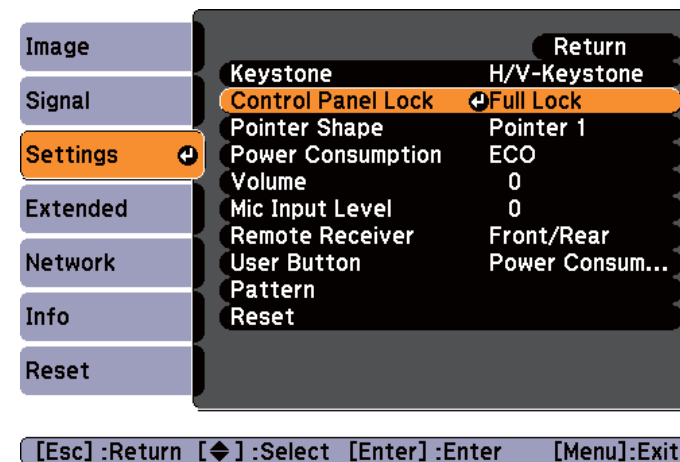 Image
Signal
Settings
Extended
Network
Info
Reset
Return
Keystone H/V-Keystone
Control Panel Lock Full Lock
Pointer Shape Pointer 1
Power Consumption ECO
Volume 0
Mic Input Level 0
Remote Receiver Front/Rear
User Button Power Consum...
Pattern
Reset
[Esc] :Return [◆] :Select [Enter] :Enter [Menu]:Exit